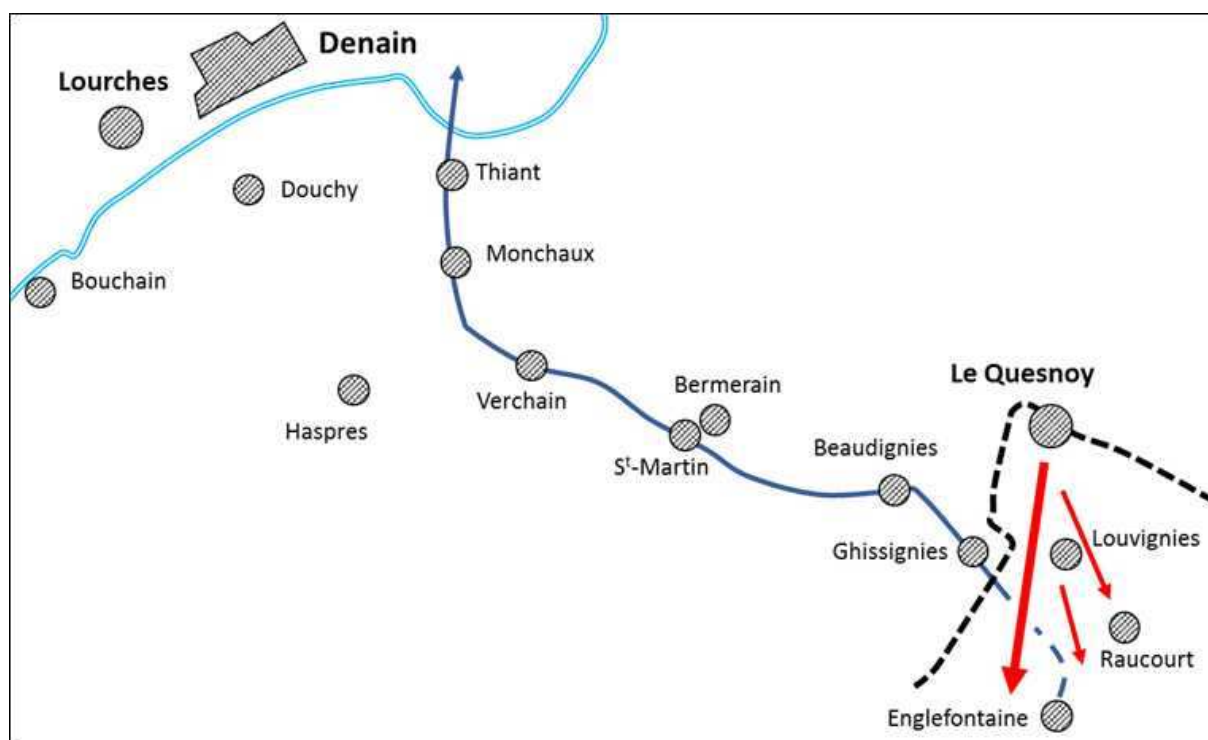 Denain
Lourches
Thiant
Douchy
Monchaux
Bouchain
Verchain
Bermerain
Le Quesnoy
Haspres
Sᵗ-Martin
Beaudignies
Ghissignies
Louvignies
Raucourt
Englefontaine